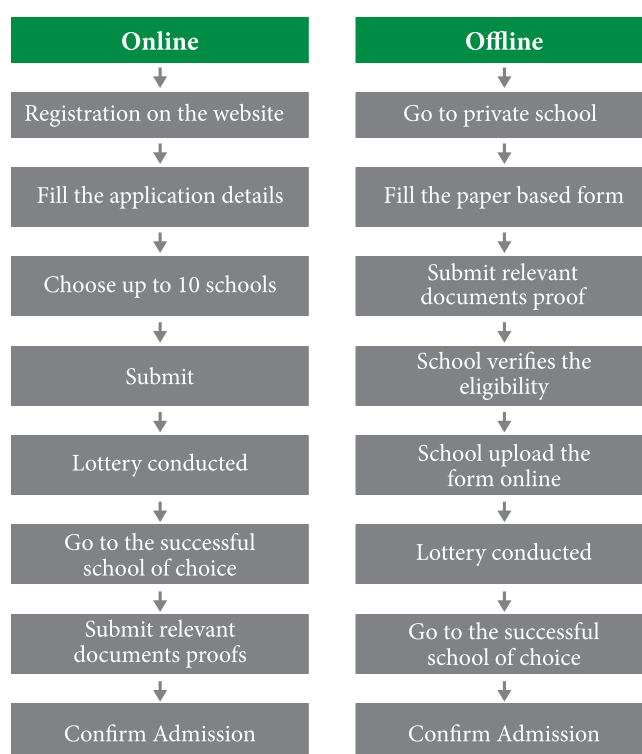 Online
Registration on the website
Fill the application details
Choose up to 10 schools
Submit
Lottery conducted
Go to the successful
school of choice
Submit relevant
documents proofs
Confirm Admission
Offline
Go to private school
Fill the paper based form
Submit relevant
documents proof
School verifies the
eligibility
School upload the
form online
Lottery conducted
Go to the successful
school of choice
Confirm Admission